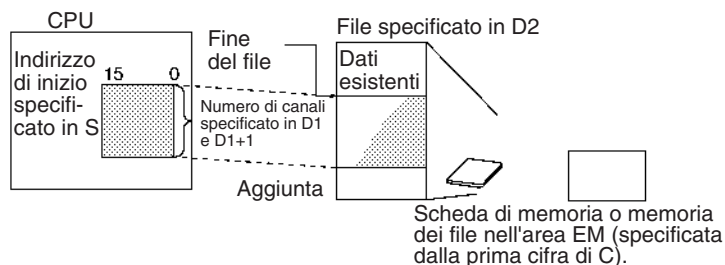 CPU
Indirizzo
di inizio
specifi-
cato in S
15 0
Numero di canali
specificato in D1
e D1+1
Fine
del file
File specificato in D2
Dati
esistenti
Aggiunta
Scheda di memoria o memoria
dei file nell'area EM (specificata
dalla prima cifra di C).